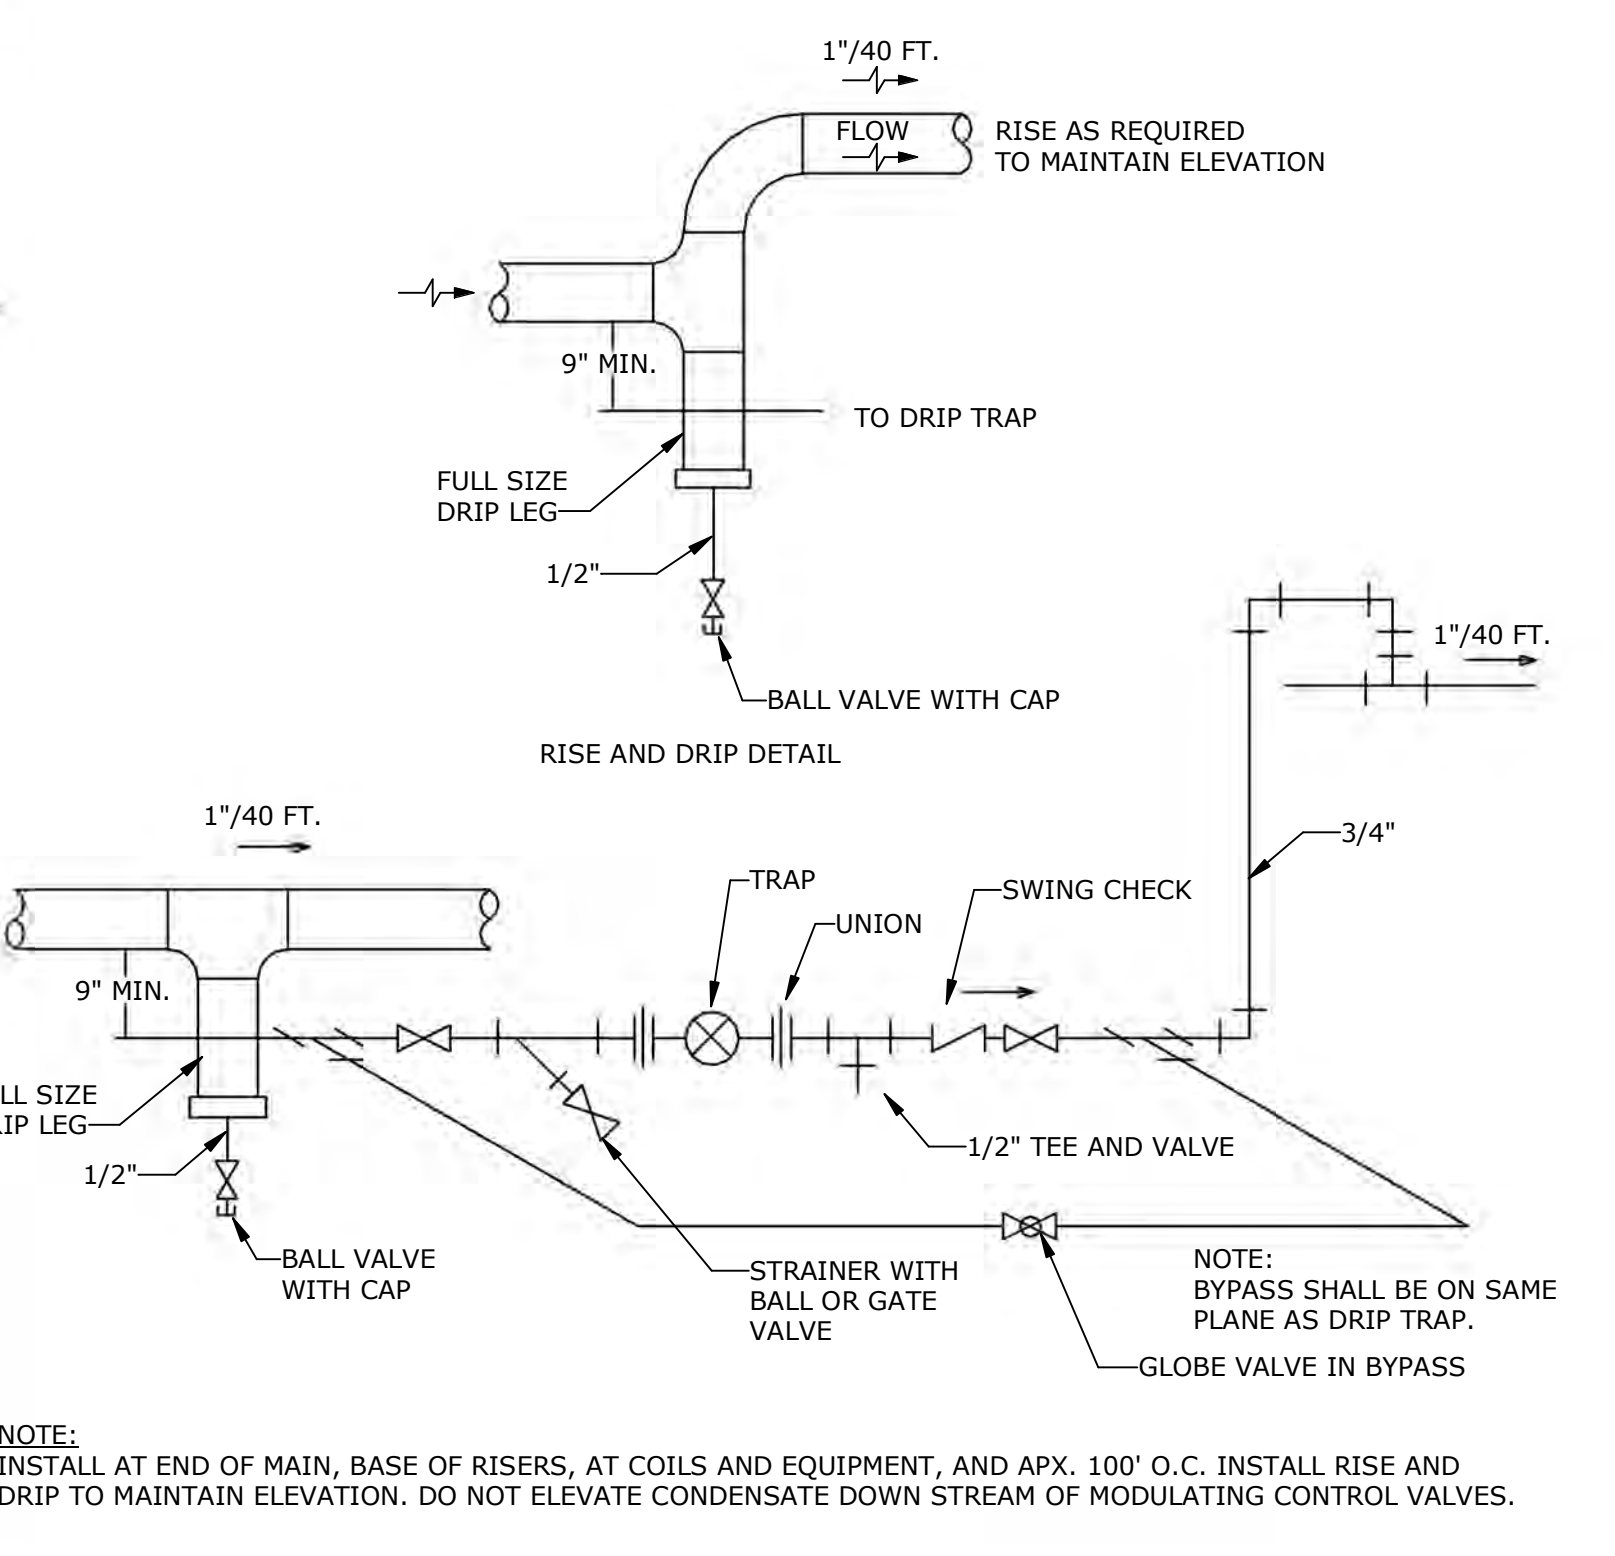 1"/40 FT.
FLOW
RISE AS REQUIRED
TO MAINTAIN ELEVATION
9" MIN.
TO DRIP TRAP
FULL SIZE
DRIP LEG
1/2"
BALL VALVE WITH CAP
RISE AND DRIP DETAIL
1"/40 FT.
3/4"
1"/40 FT.
TRAP
UNION
SWING CHECK
9" MIN.
LL SIZE
IP LEG
1/2"
1/2" TEE AND VALVE
BALL VALVE
WITH CAP
STRAINER WITH
BALL OR GATE
VALVE
NOTE:
BYPASS SHALL BE ON SAME
PLANE AS DRIP TRAP.
GLOBE VALVE IN BYPASS
NOTE:
INSTALL AT END OF MAIN, BASE OF RISERS, AT COILS AND EQUIPMENT, AND APX. 100' O.C. INSTALL RISE AND
DRIP TO MAINTAIN ELEVATION. DO NOT ELEVATE CONDENSATE DOWN STREAM OF MODULATING CONTROL VALVES.